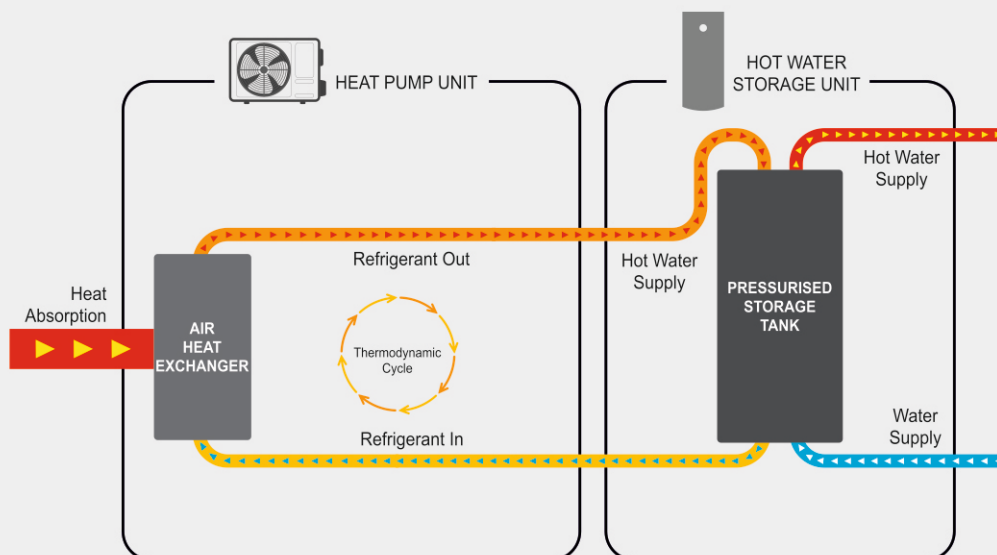 HEAT PUMP UNIT
HOT WATER
STORAGE UNIT
Hot Water
Supply
Refrigerant Out
Hot Water
Supply
Heat
Absorption
AIR
HEAT
EXCHANGER
Thermodynamic
Cycle
PRESSURISED
STORAGE
TANK
Refrigerant In
Water
Supply